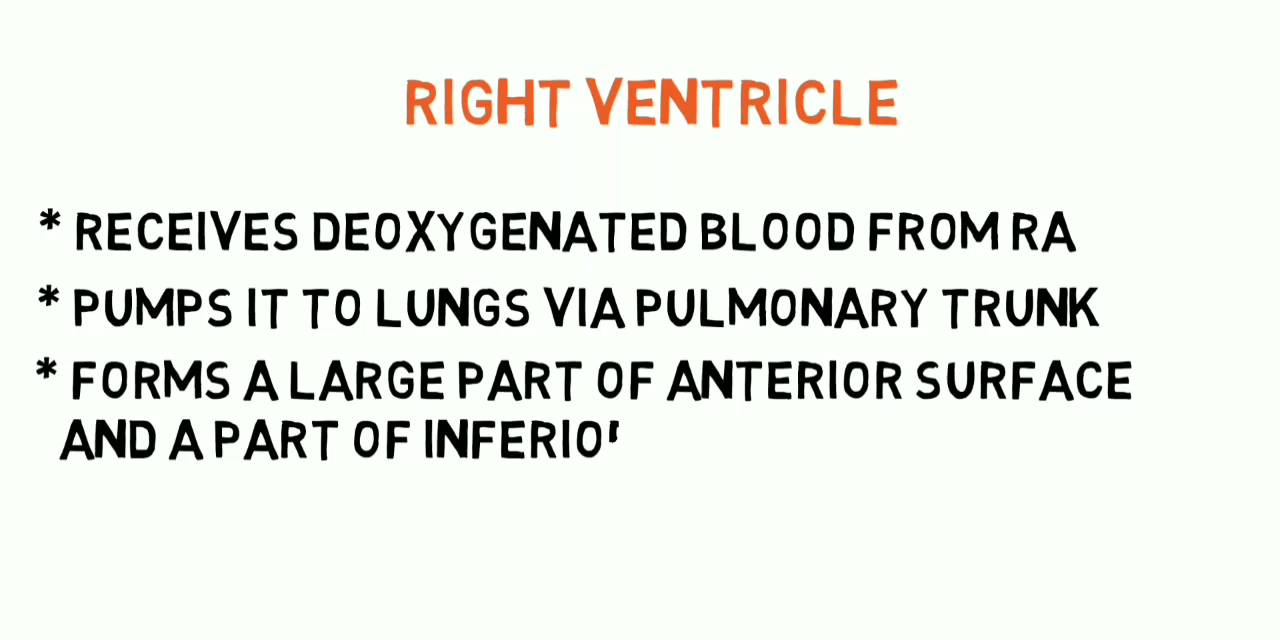 RIGHT VENTRICLE
* RECEIVES DEOXYGENATED BLOOD FROM RA
* PUMPS IT TO LUNGS VIA PULMONARY TRUNK
* FORMS A LARGE PART OF ANTERIOR SURFACE
AND A PART OF INFERIO'